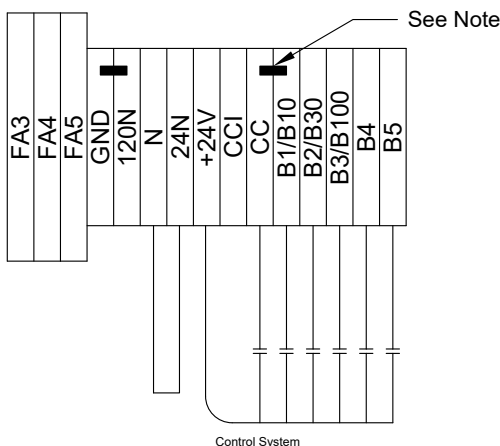 See Note
FA3
FA4
FA5
GND
120N
N
24N
+24V
CCI
CC
B1/B10
B2/B30
B3/B100
B4
B5
Control System